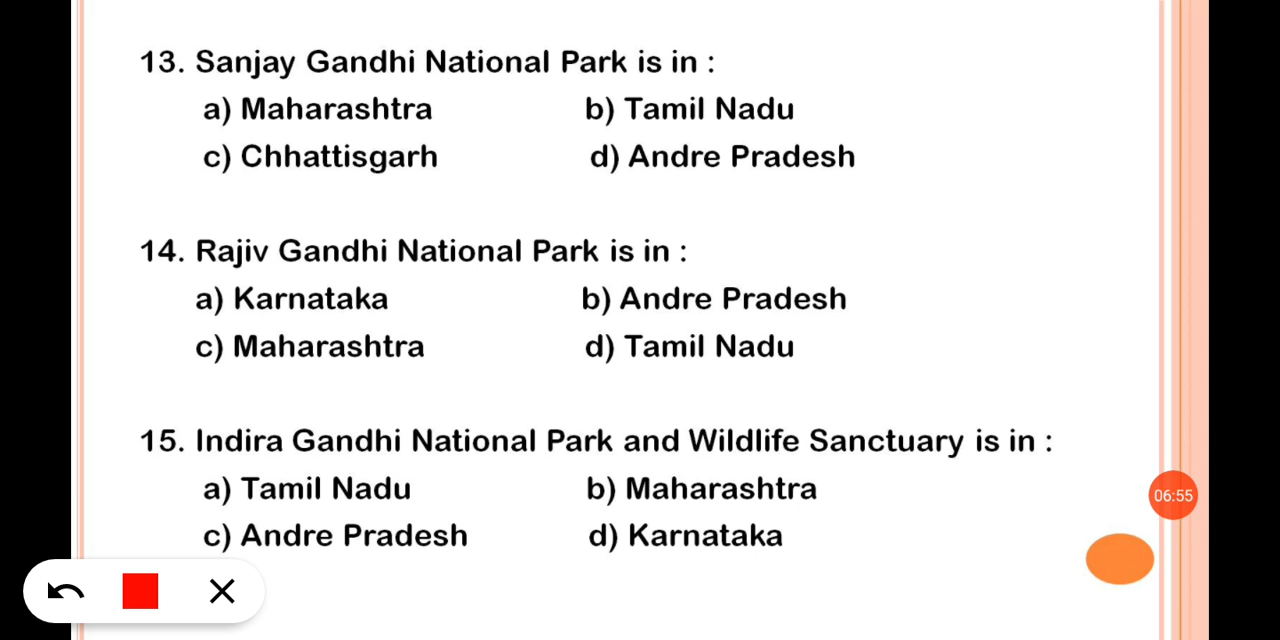 13. Sanjay Gandhi National Park is in :
a) Maharashtra b) Tamil Nadu
c) Chhattisgarh d) Andre Pradesh
14. Rajiv Gandhi National Park is in :
a) Karnataka b) Andre Pradesh
c) Maharashtra d) Tamil Nadu
15. Indira Gandhi National Park and Wildlife Sanctuary is in :
a) Tamil Nadu b) Maharashtra
06:55
c) Andre Pradesh d) Karnataka